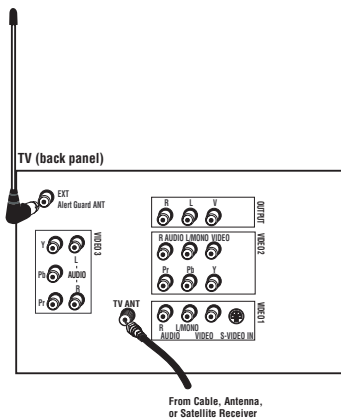 TV (back panel)
EXT
Alert Guard ANT
R L V
OUTPUT
R AUDIO L/MONO VIDEO
Pr Pb Y
VIDEO 2
Y
Pb
Pr
L
AUDIO
R
VIDEO 3
TV ANT
R L/MONO
AUDIO VIDEO S-VIDEO IN
VIDEO 1
From Cable, Antenna,
or Satellite Receiver